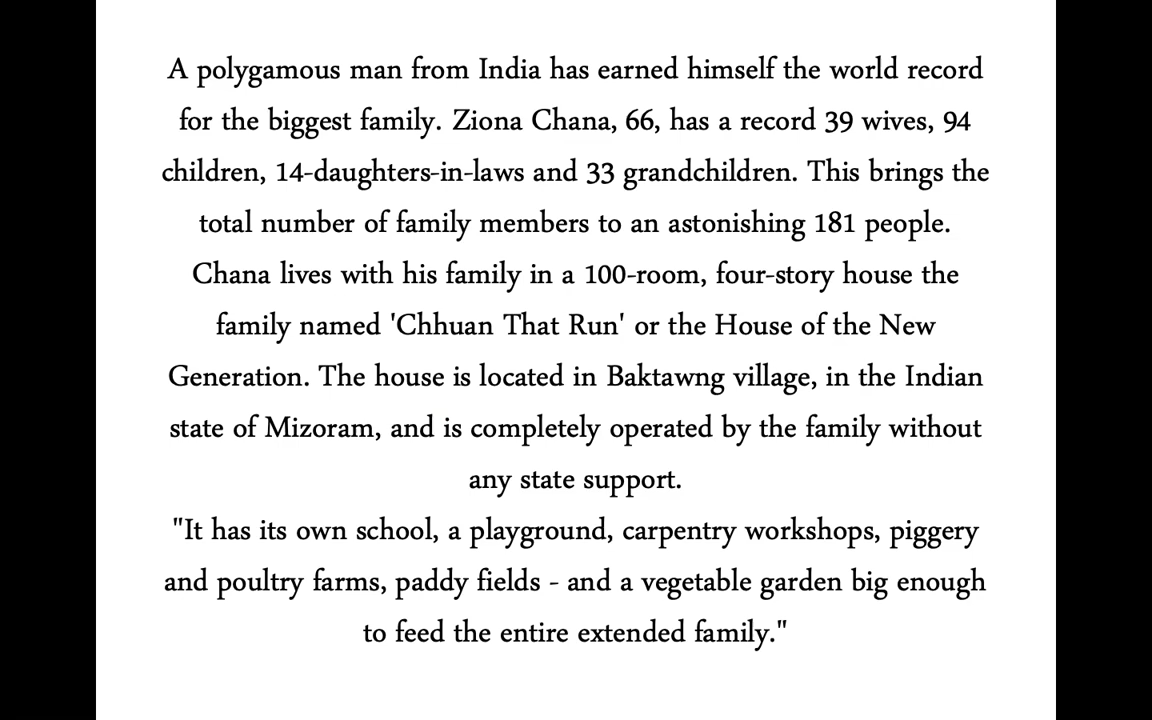 A polygamous man from India has earned himself the world record
for the biggest family. Ziona Chana, 66, has a record 39 wives, 94
children, 14-daughters-in-laws and 33 grandchildren. This brings the
total number of family members to an astonishing 181 people.
Chana lives with his family in a 100-room, four-story house the
family named 'Chhuan That Run' or the House of the New
Generation. The house is located in Baktawng village, in the Indian
state of Mizoram, and is completely operated by the family without
any state support.
"It has its own school, a playground, carpentry workshops, piggery
and poultry farms, paddy fields - and a vegetable garden big enough
to feed the entire extended family."